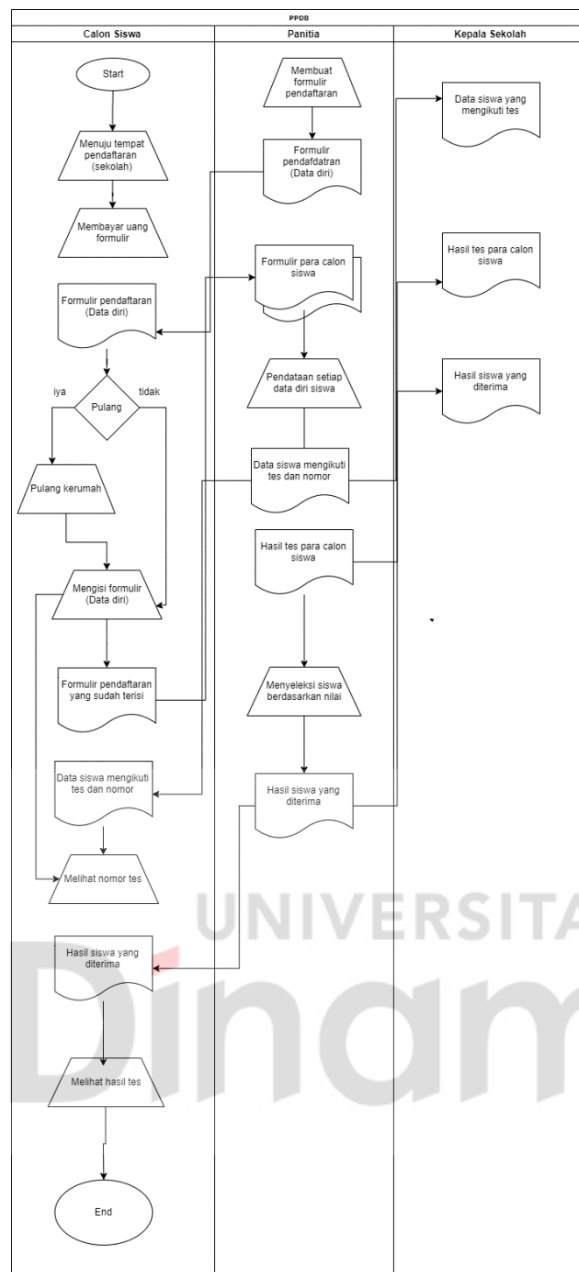 PPDB
Calon Siswa
Panitia
Kepala Sekolah
Start
Menuju tempat
pendaftaran
(sekolah)
Membayar uang
formulir
Formulir pendaftaran
(Data diri)
iya
tidak
Pulang
Pulang kerumah
Mengisi formulir
(Data diri)
Formulir pendaftaran
yang sudah terisi
Data siswa mengikuti
tes dan nomor
Melihat nomor tes
Hasil siswa yang
diterima
Melihat hasil tes
End
Membuat
formulir
pendaftaran
Formulir
pendafdatran
(Data diri)
Formulir para calon
siswa
Pendataan setiap
data diri siswa
Data siswa mengikuti
tes dan nomor
Hasil tes para calon
siswa
Menyeleksi siswa
berdasarkan nilai
Hasil siswa yang
diterima
Data siswa yang
mengikuti tes
Hasil tes para calon
siswa
Hasil siswa yang
diterima
UNIVERSITA
Dinam